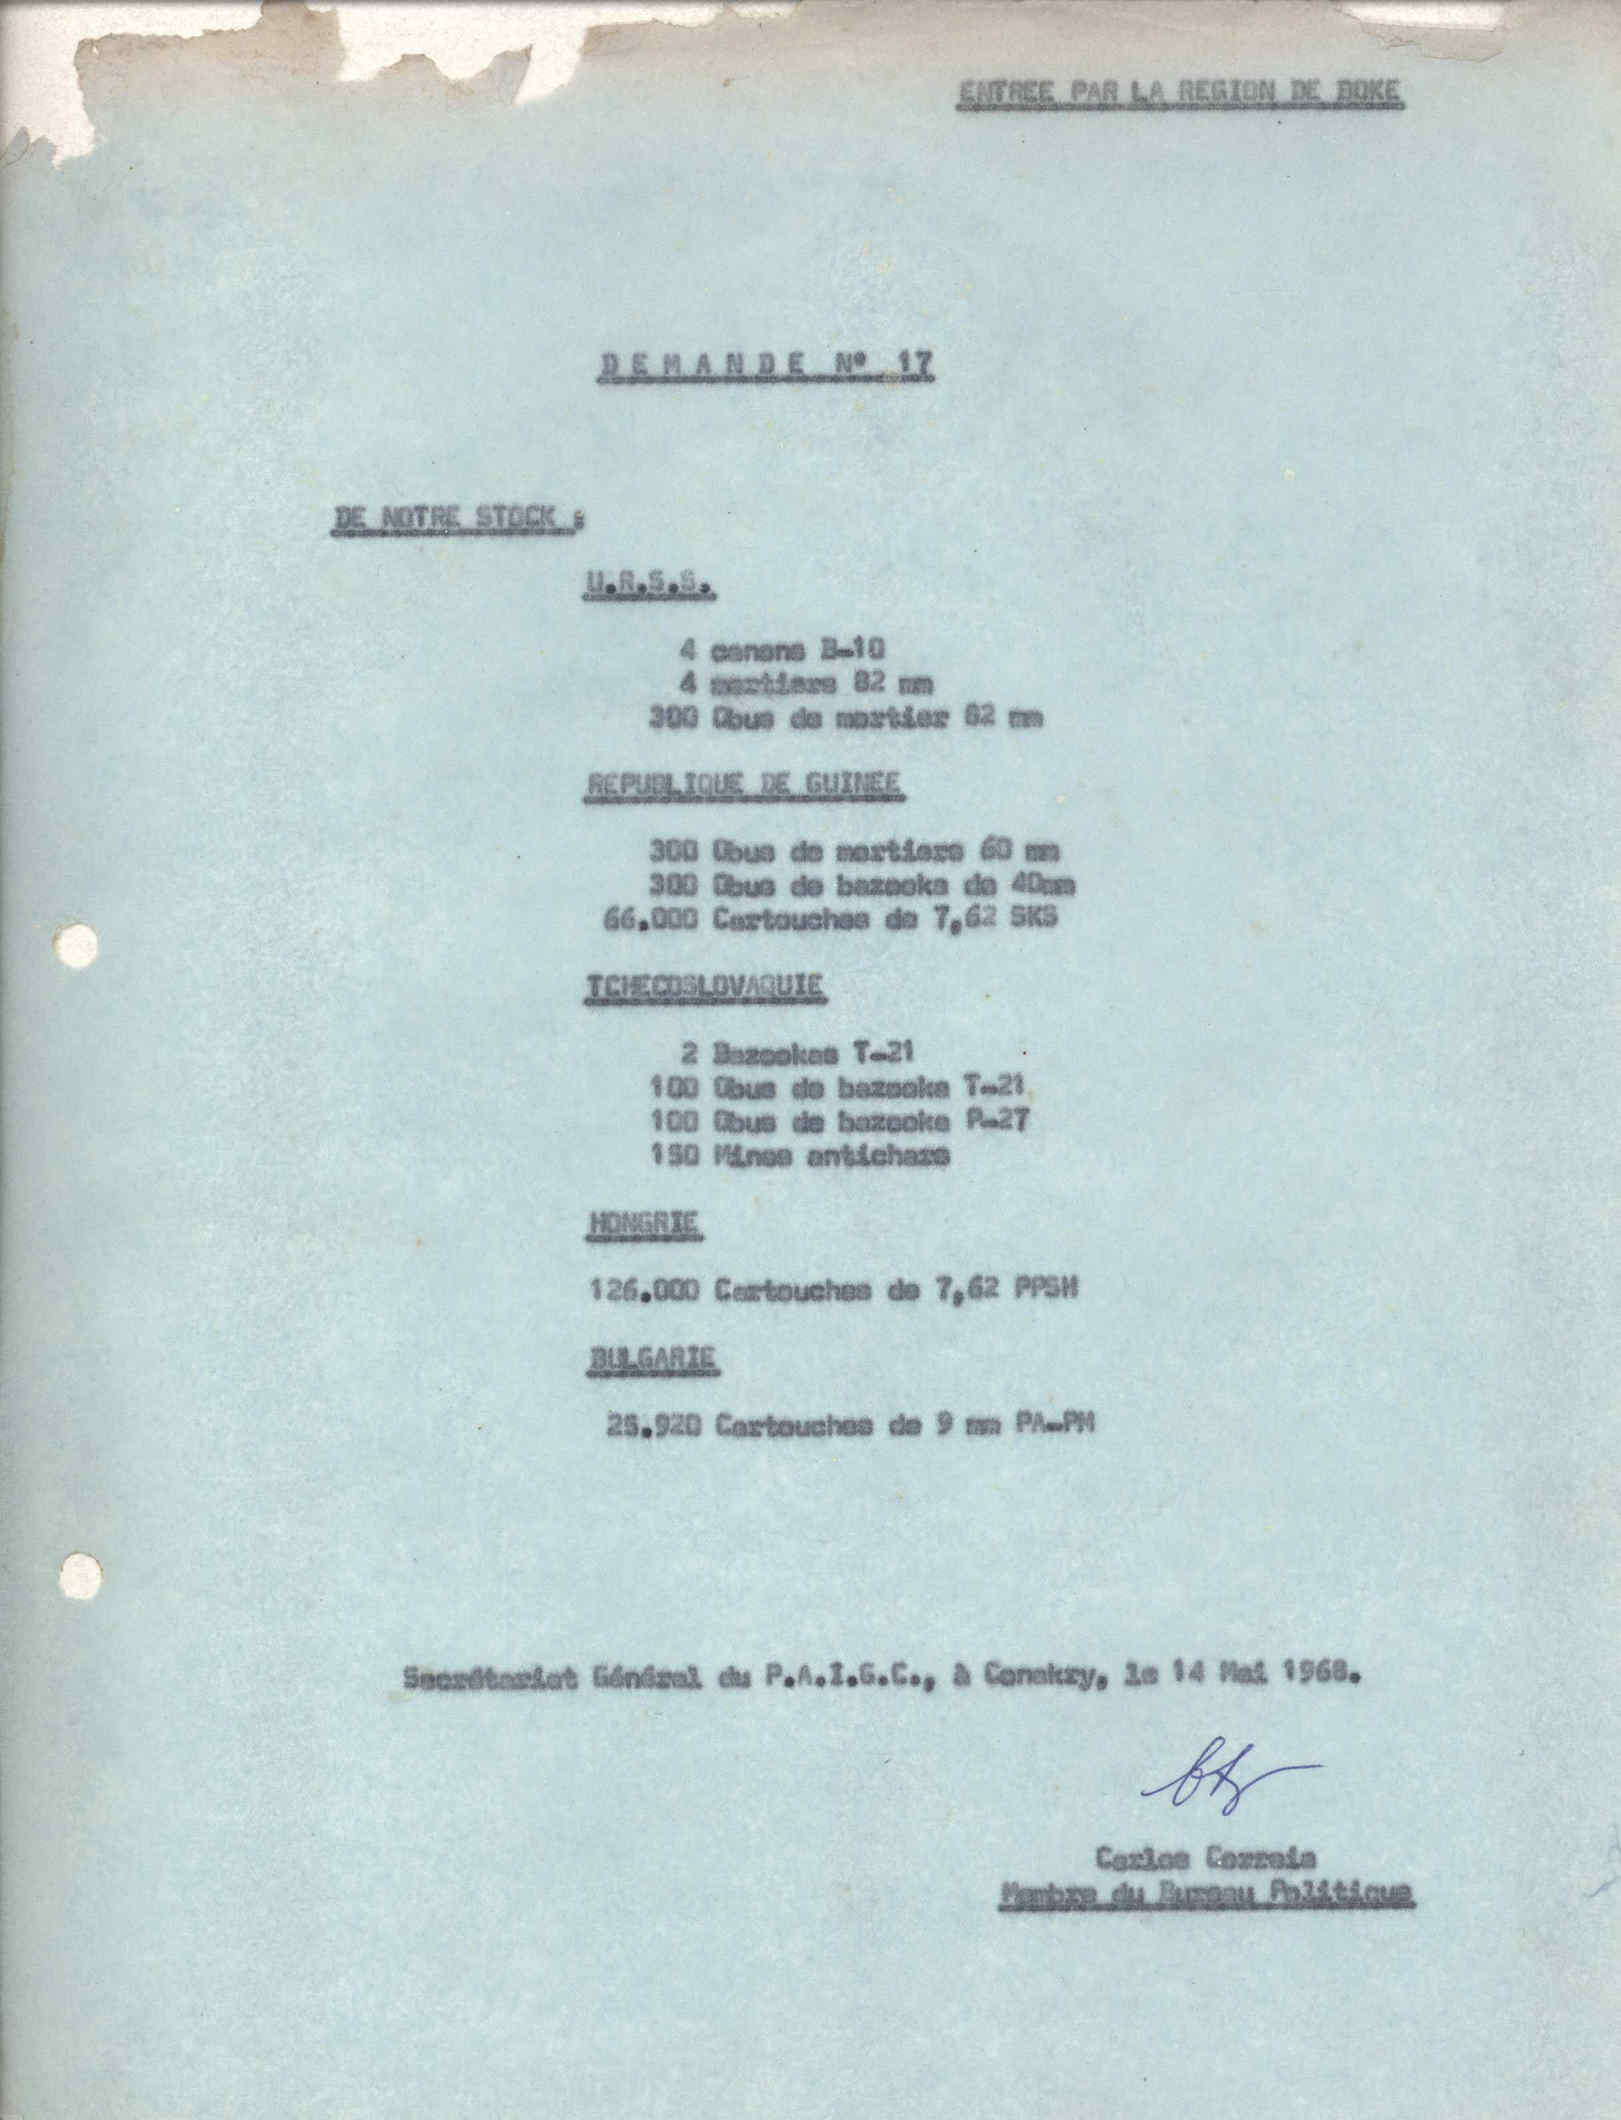 ENTREE PAR LA REGION DE BOKE
DEMANDE N° 17
DE NOTRE STOCK :
U.R.S.S.
4 canons B-10
4 mortiers 82 mm
300 Obus de mortier 82 mm
REPUBLIQUE DE GUINEE
300 Obus de mortiers 60 mm
300 Obus de bazooka de 40mm
66.000 Cartouches de 7,62 SKS
TCHECOSLOVAQUIE
2 Bazookas T-21
100 Obus de bazooka T-21
100 Obus de bazooka P-27
150 Mines antichars
HONGRIE
126.000 Cartouches de 7,62 PPSH
BULGARIE
25.920 Cartouches de 9 mm PA-PM
Secrétariat Général du P.A.I.G.C., à Conakry, le 14 Mai 1968.
Carlos Correia
Membre du Bureau Politique